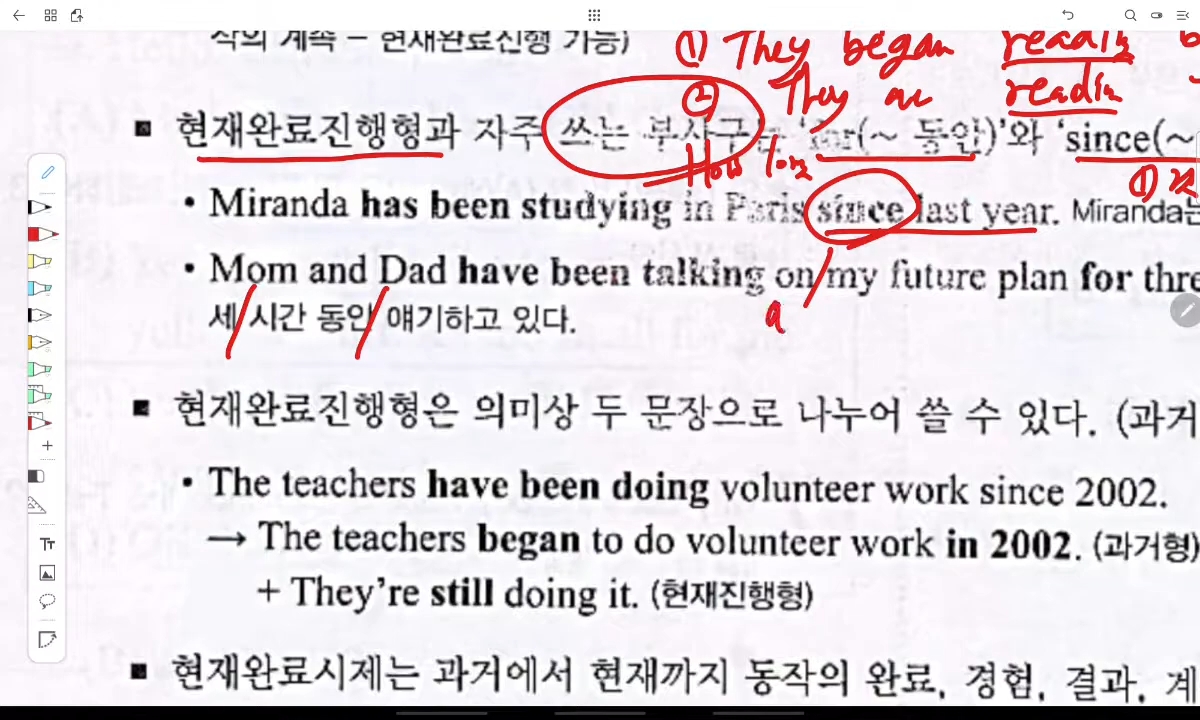 작의 계속 – 현재완료진행 가능)
① They began readin
② They are readin
■ 현재완료진행형과 자주 쓰는 부사구는 'for(~ 동안)'와 'since(~
How long
①
• Miranda has been studying in Paris since last year. Miranda는
• Mom and Dad have been talking on my future plan for thre
a
세 시간 동안 얘기하고 있다.
■ 현재완료진행형은 의미상 두 문장으로 나누어 쓸 수 있다. (과거
• The teachers have been doing volunteer work since 2002.
→ The teachers began to do volunteer work in 2002. (과거형)
+ They're still doing it. (현재진행형)
■ 현재완료시제는 과거에서 현재까지 동작의 완료, 경험, 결과, 계
Tт